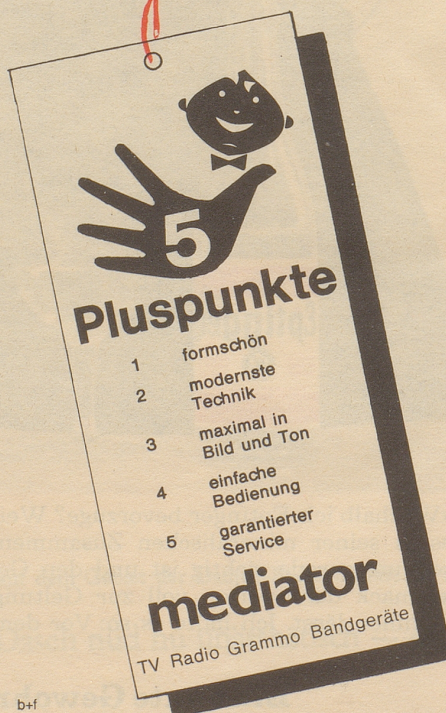 5
Pluspunkte
1 formschön
2 modernste
Technik
3 maximal in
Bild und Ton
4 einfache
Bedienung
5 garantierter
Service
mediator
TV Radio Grammo Bandgeräte
b+f